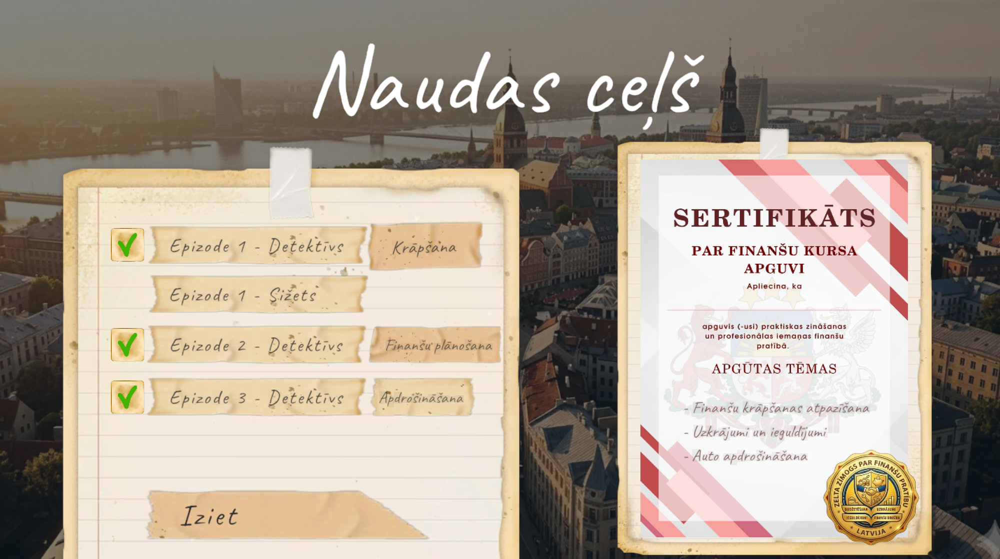 Naudas ceļš
Epizode 1 - Detektīvs
Krāpšana
Epizode 1 - Sižets
Epizode 2 - Detektīvs
Finanšu plānošana
Epizode 3 - Detektīvs
Apdrošināšana
Iziet
SERTIFIKĀTS
PAR FINANŠU KURSA
APGUVI
Apliecina, ka
apguvis (-usi) praktiskas zināšanas
un profesionālas iemaņas finanšu
pratībā.
APGŪTAS TĒMAS
- Finanšu krāpšanas atpazīšana
- Uzkrājumi un ieguldījumi
- Auto apdrošināšana
ZELTA ZĪMOGS PAR FINANŠU PRATĪBU
BUDŽETĒŠANA
UZKRĀJUMI
IEGULDĪJUMI
FINANŠU DROŠĪBA
LATVIJA